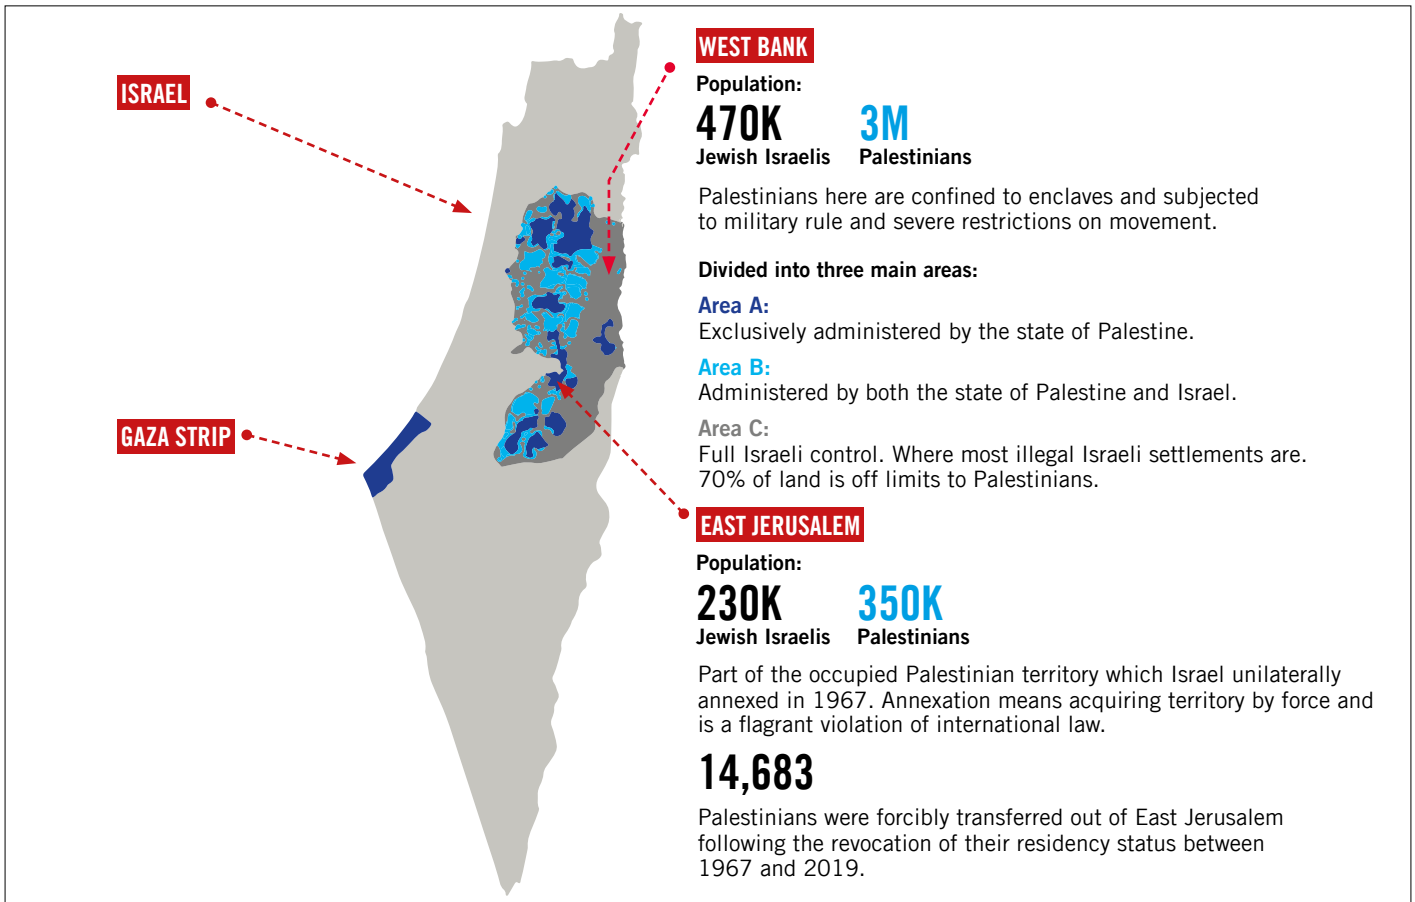 ISRAEL
GAZA STRIP
WEST BANK
Population:
470K 3M
Jewish Israelis Palestinians
Palestinians here are confined to enclaves and subjected
to military rule and severe restrictions on movement.
Divided into three main areas:
Area A:
Exclusively administered by the state of Palestine.
Area B:
Administered by both the state of Palestine and Israel.
Area C:
Full Israeli control. Where most illegal Israeli settlements are.
70% of land is off limits to Palestinians.
EAST JERUSALEM
Population:
230K 350K
Jewish Israelis Palestinians
Part of the occupied Palestinian territory which Israel unilaterally
annexed in 1967. Annexation means acquiring territory by force and
is a flagrant violation of international law.
14,683
Palestinians were forcibly transferred out of East Jerusalem
following the revocation of their residency status between
1967 and 2019.